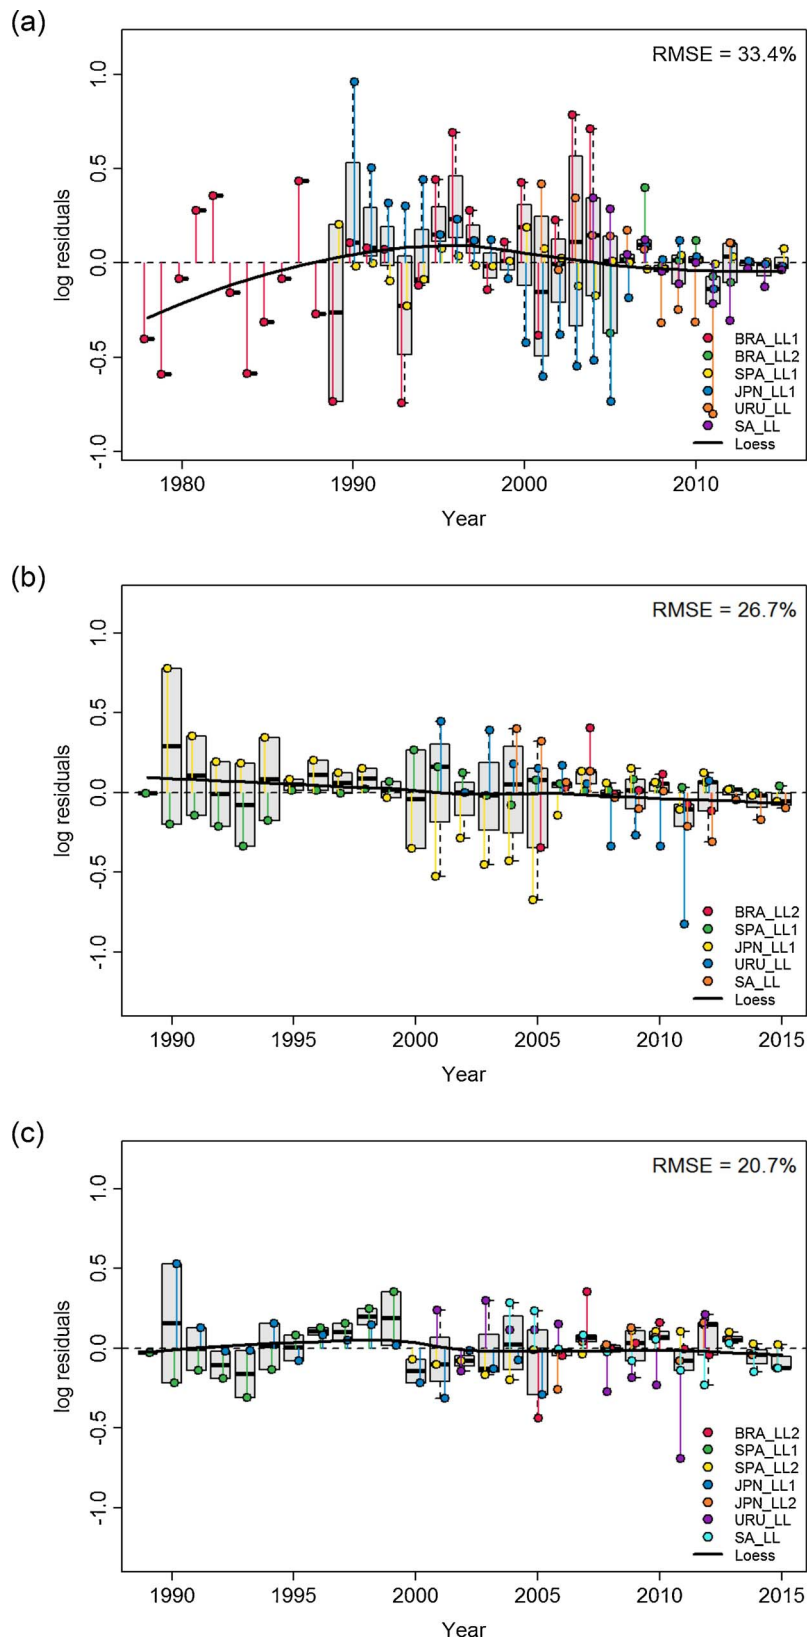 (a)
RMSE = 33.4%
log residuals
1.0
0.5
0.0
-0.5
-1.0
BRA_LL1
BRA_LL2
SPA_LL1
JPN_LL1
URU_LL
SA_LL
Loess
1980 1990 2000 2010
Year
(b)
RMSE = 26.7%
log residuals
1.0
0.5
0.0
-0.5
-1.0
BRA_LL2
SPA_LL1
JPN_LL1
URU_LL
SA_LL
Loess
1990 1995 2000 2005 2010 2015
Year
(c)
RMSE = 20.7%
log residuals
1.0
0.5
0.0
-0.5
-1.0
BRA_LL2
SPA_LL1
SPA_LL2
JPN_LL1
JPN_LL2
URU_LL
SA_LL
Loess
1990 1995 2000 2005 2010 2015
Year